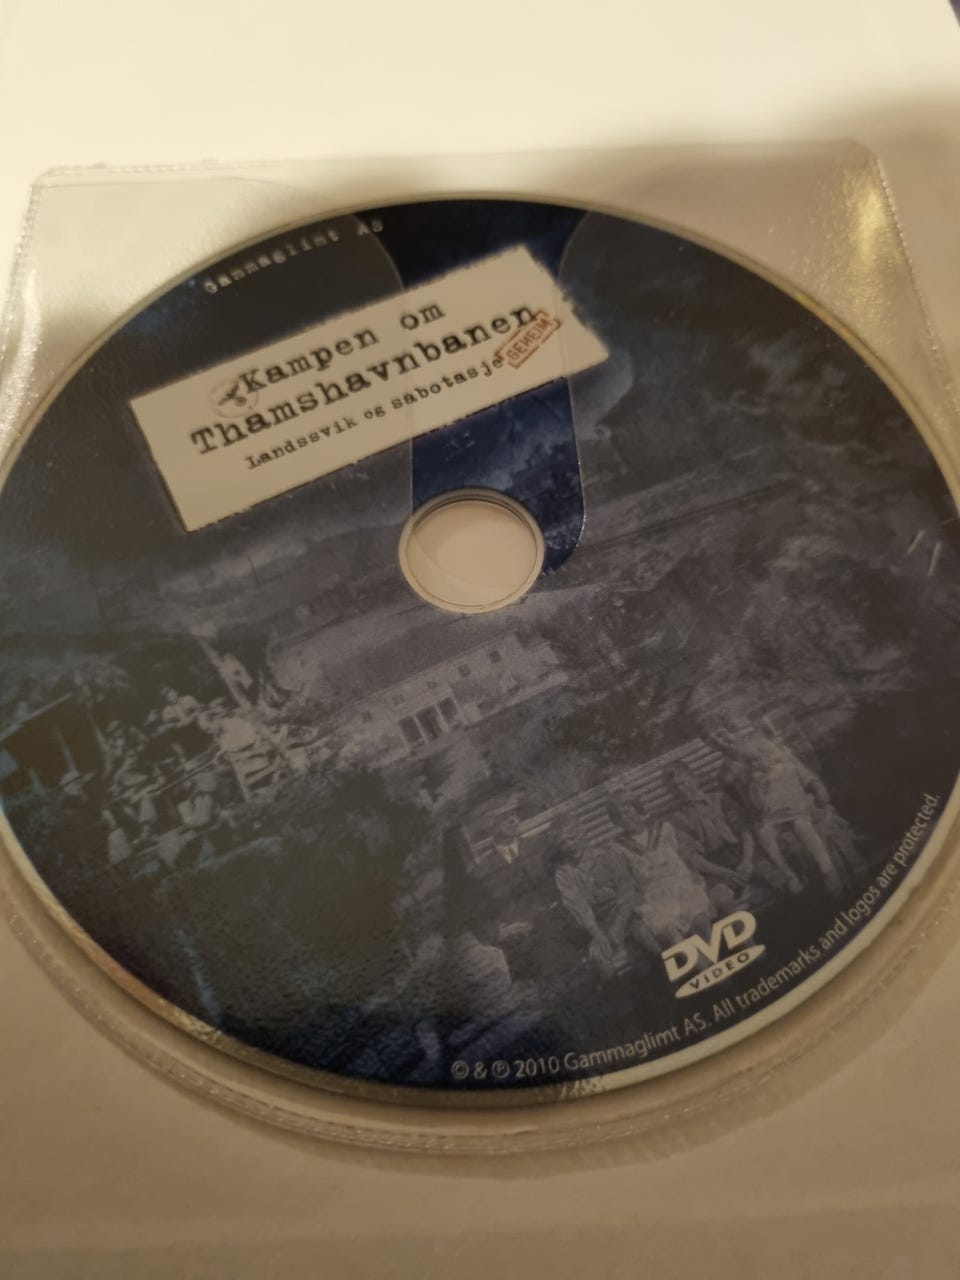 Gammaglimt AS
Kampen om
Thamshavnbanen
GEHEIM
Landssvik og sabotasje
DVD
VIDEO
© & ℗ 2010 Gammaglimt AS. All trademarks and logos are protected.